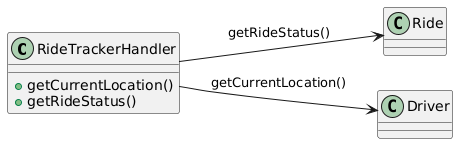 C RideTrackerHandler
getCurrentLocation()
getRideStatus()
getRideStatus()
getCurrentLocation()
C Ride
C Driver